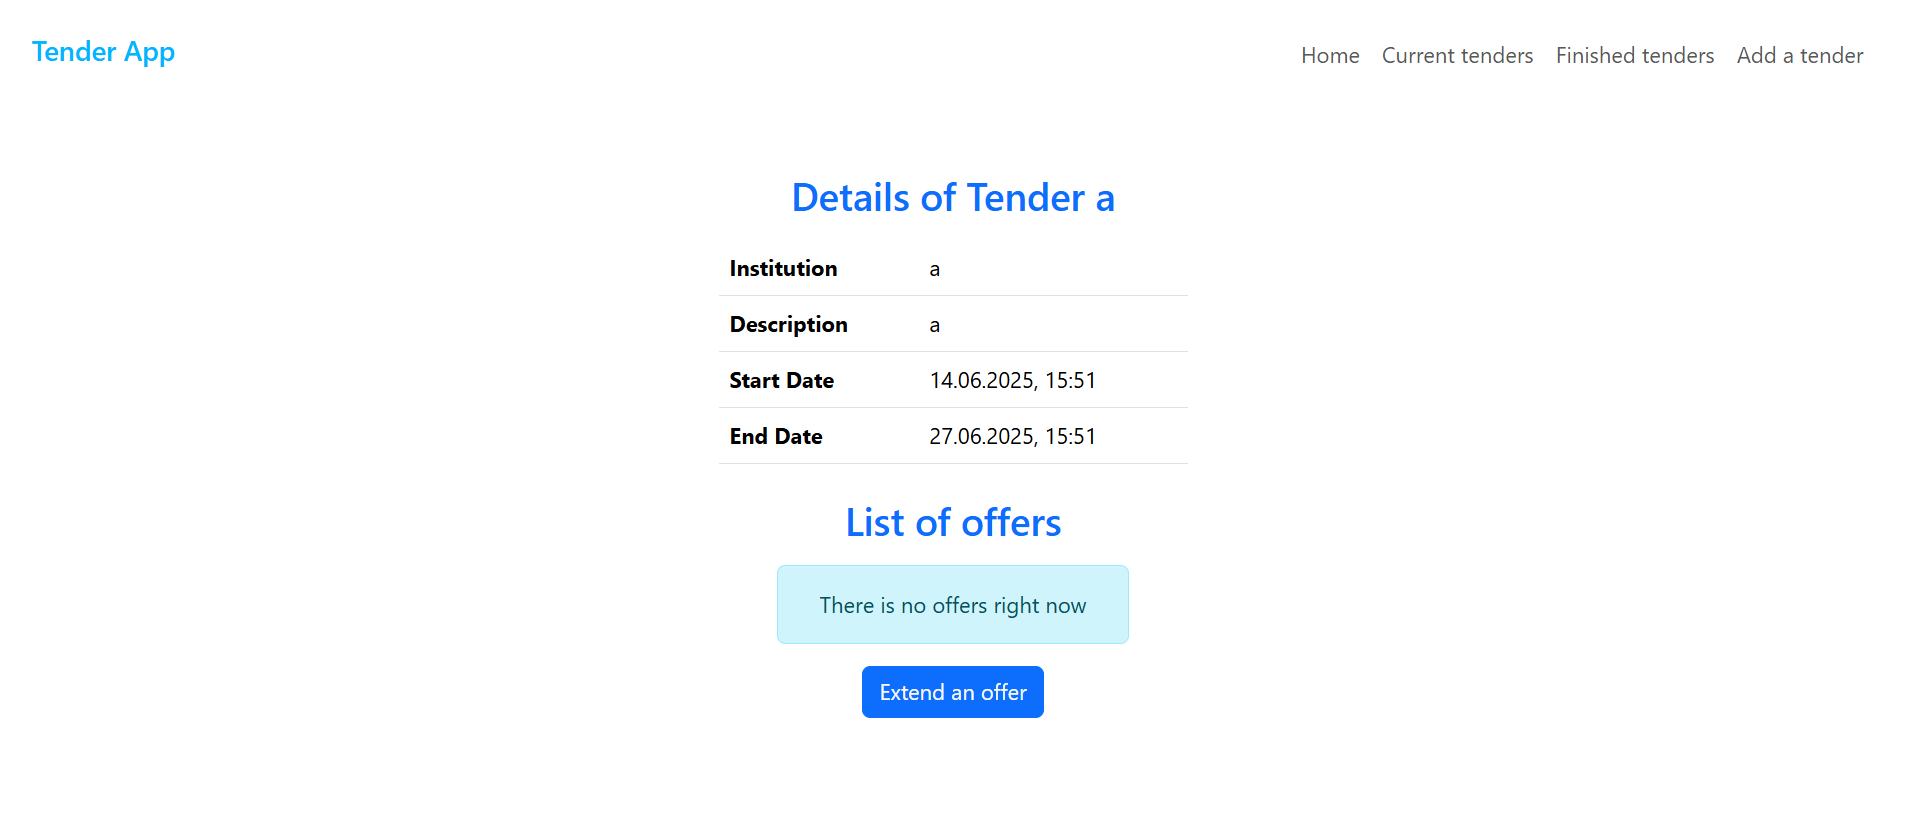 Tender App
Home Current tenders Finished tenders Add a tender
Details of Tender a
Institution a
Description a
Start Date 14.06.2025, 15:51
End Date 27.06.2025, 15:51
List of offers
There is no offers right now
Extend an offer